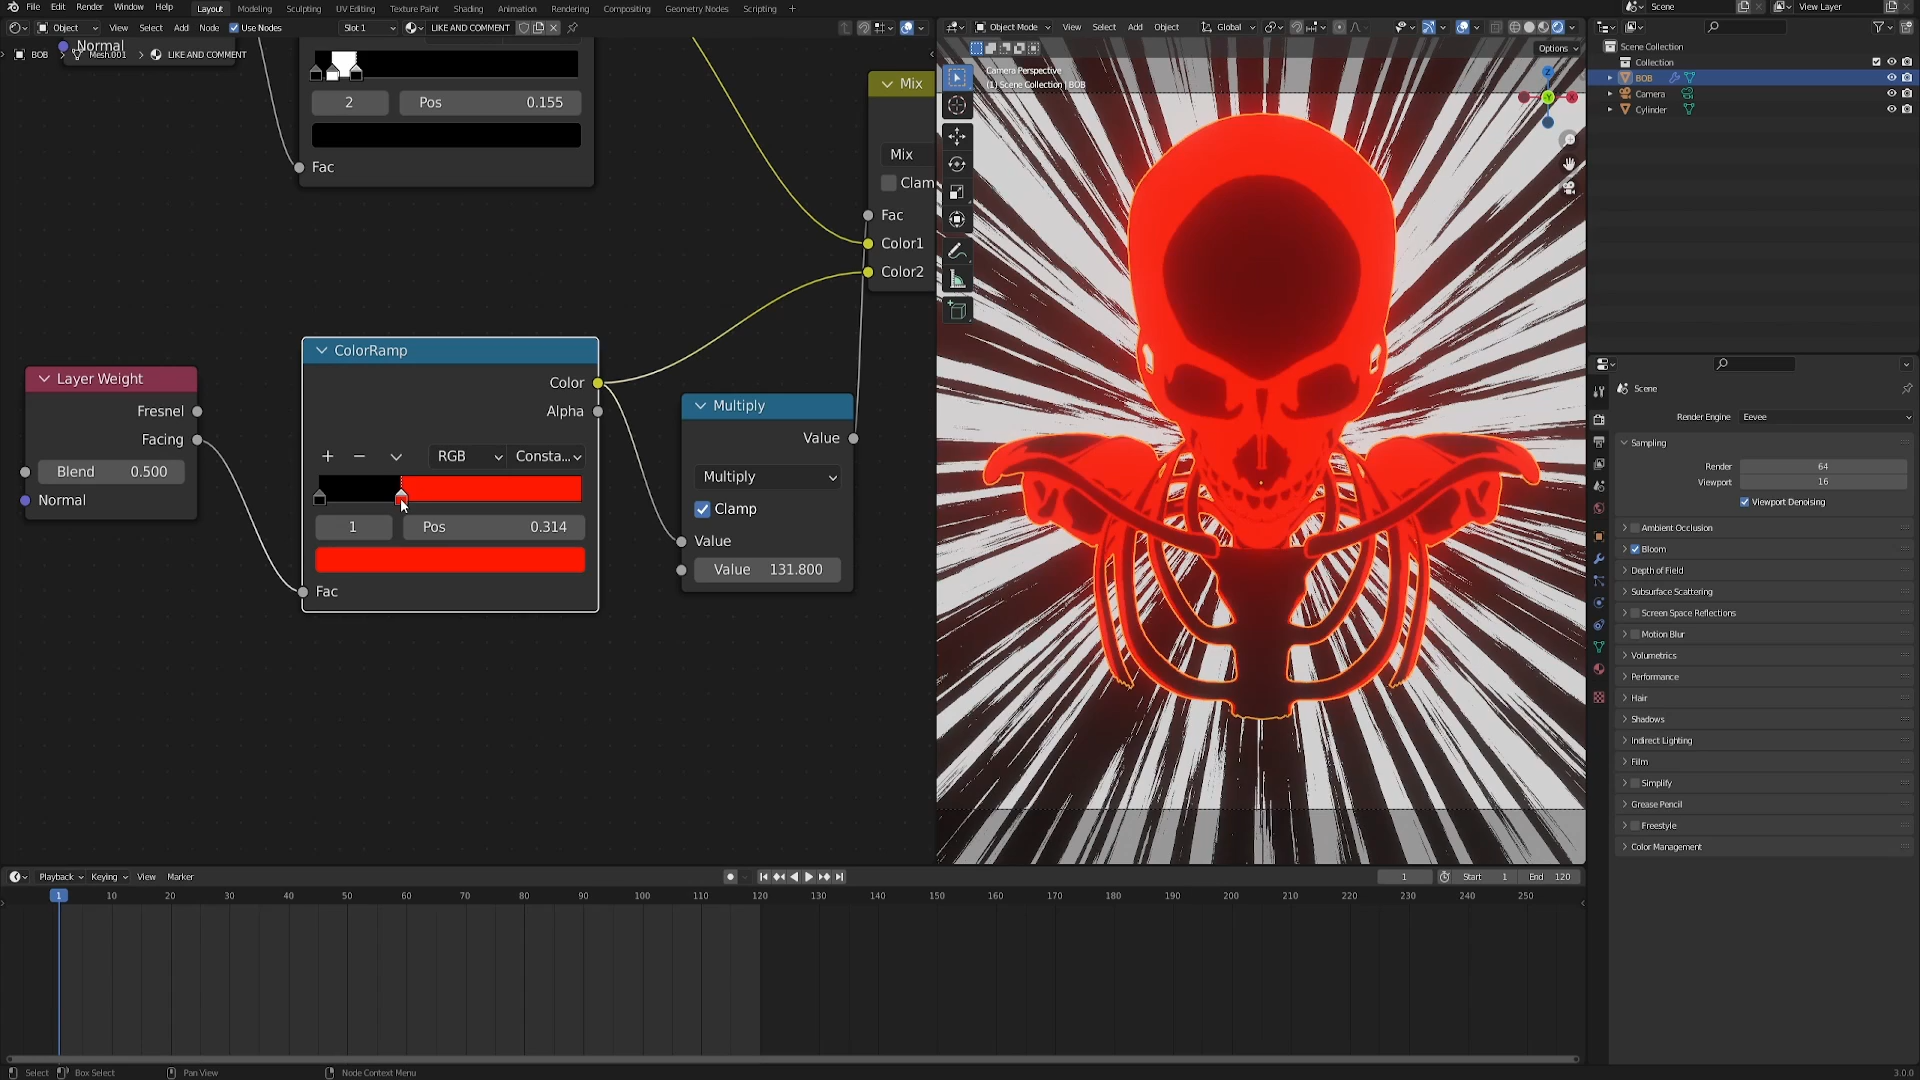 File Edit Render Window Help Layout Modeling Sculpting UV Editing Texture Paint Shading Animation Rendering Compositing Geometry Nodes Scripting + Scene View Layer
Object View Select Add Node Use Nodes Slot 1 LIKE AND COMMENT
Object Mode View Select Add Object Global
Normal
BOB Mesh.001 LIKE AND COMMENT
Options
Camera Perspective
(1) Scene Collection | BOB
Scene Collection
Collection
BOB
Camera
Cylinder
2 Pos 0.155
Fac
Mix
Mix
Clam
Fac
Color1
Color2
Layer Weight
Fresnel
Facing
Blend 0.500
Normal
ColorRamp
Color
Alpha
+ − RGB Consta...
1 Pos 0.314
Fac
Multiply
Value
Multiply
Clamp
Value
Value 131.800
Z
Y
X
Scene
Render Engine Eevee
Sampling
Render 64
Viewport 16
Viewport Denoising
Ambient Occlusion
Bloom
Depth of Field
Subsurface Scattering
Screen Space Reflections
Motion Blur
Volumetrics
Performance
Hair
Shadows
Indirect Lighting
Film
Simplify
Grease Pencil
Freestyle
Color Management
Playback Keying View Marker 1 Start 1 End 120
1 10 20 30 40 50 60 70 80 90 100 110 120 130 140 150 160 170 180 190 200 210 220 230 240 250
Select Box Select Pan View Node Context Menu 3.0.0